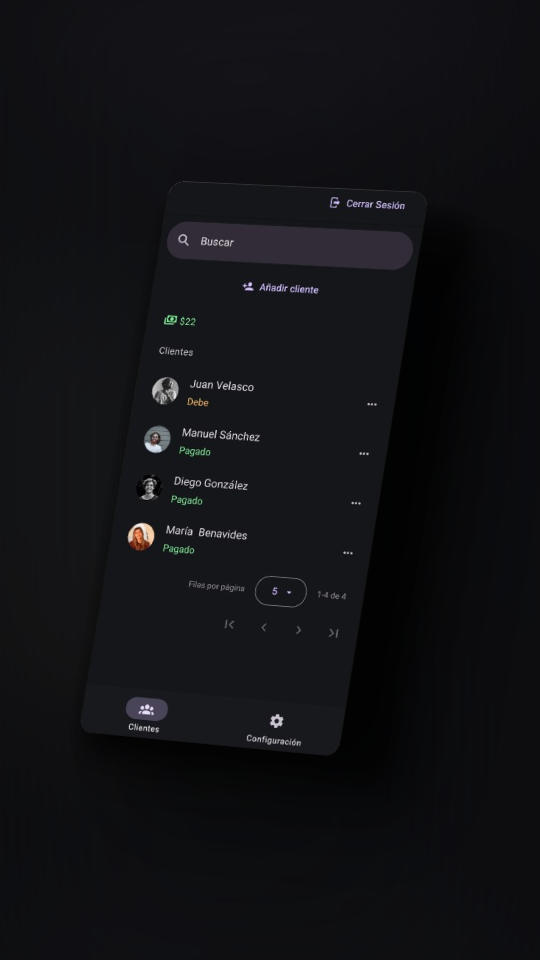 Cerrar Sesión
Buscar
Añadir cliente
$22
Clientes
Juan Velasco
Debe
Manuel Sánchez
Pagado
Diego González
Pagado
María Benavides
Pagado
Filas por página 5 1-4 de 4
Clientes Configuración